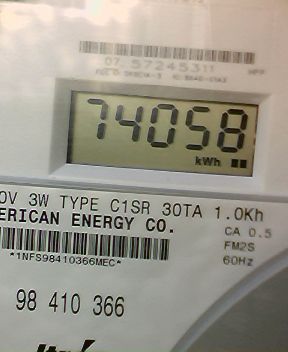 07 57245311
74058
kWh
0V 3W TYPE C1SR 30TA 1.0Kh
ERICAN ENERGY CO.
CA 0.5
FM2S
*1NFS98410366MEC*
60Hz
98 410 366